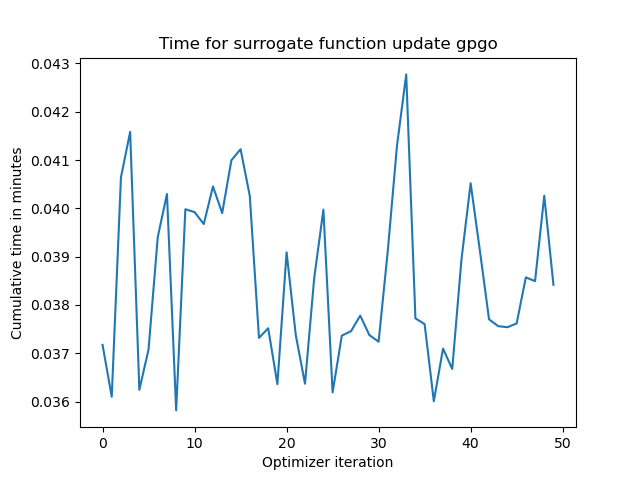 Time for surrogate function update gpgo
Cumulative time in minutes
0.043
0.042
0.041
0.040
0.039
0.038
0.037
0.036
0 10 20 30 40 50
Optimizer iteration